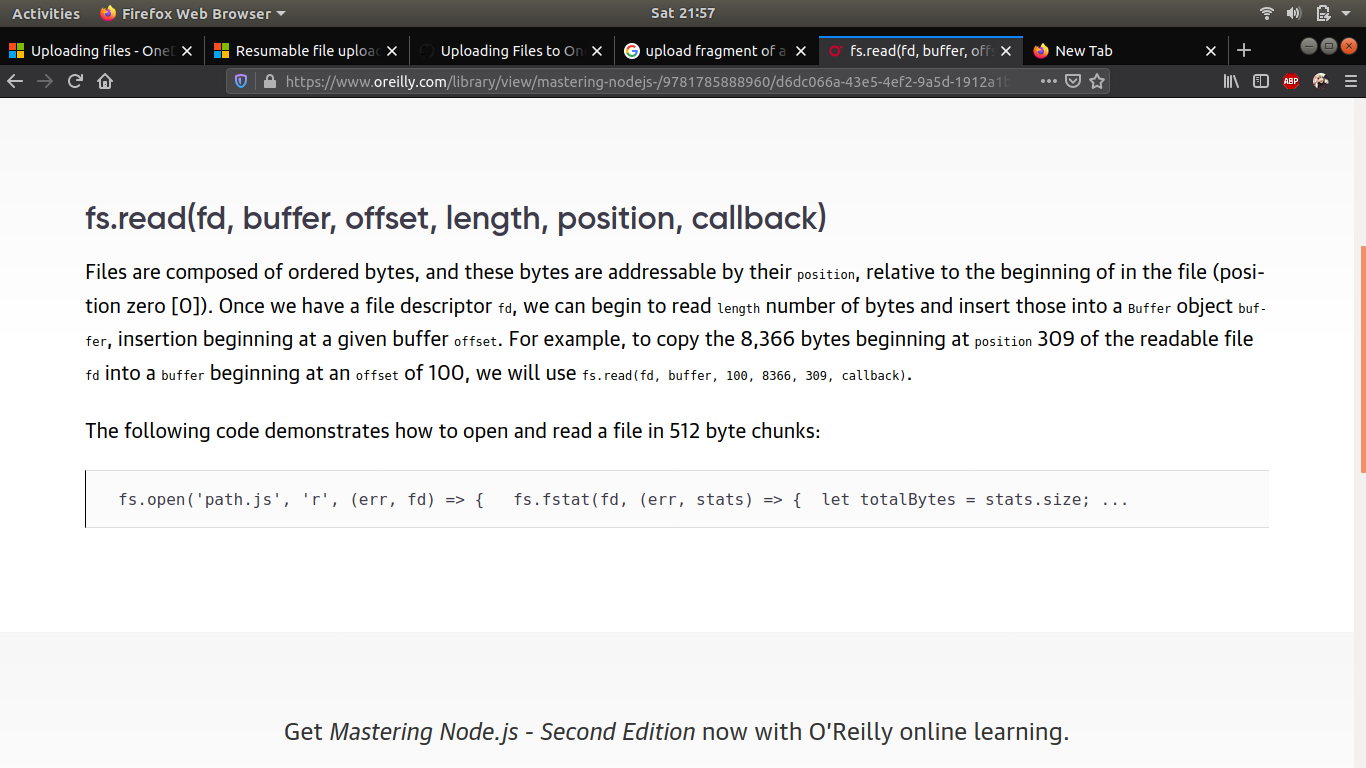 Activities Firefox Web Browser Sat 21:57
Uploading files - OneD Resumable file upload Uploading Files to On upload fragment of a fs.read(fd, buffer, offs New Tab
https://www.oreilly.com/library/view/mastering-nodejs-/9781785888960/d6dc066a-43e5-4ef2-9a5d-1912a1b ABP
fs.read(fd, buffer, offset, length, position, callback)
Files are composed of ordered bytes, and these bytes are addressable by their position, relative to the beginning of in the file (posi-
tion zero [0]). Once we have a file descriptor fd, we can begin to read length number of bytes and insert those into a Buffer object buf-
fer, insertion beginning at a given buffer offset. For example, to copy the 8,366 bytes beginning at position 309 of the readable file
fd into a buffer beginning at an offset of 100, we will use fs.read(fd, buffer, 100, 8366, 309, callback).
The following code demonstrates how to open and read a file in 512 byte chunks:
fs.open('path.js', 'r', (err, fd) => { fs.fstat(fd, (err, stats) => { let totalBytes = stats.size; ...
Get Mastering Node.js - Second Edition now with O’Reilly online learning.